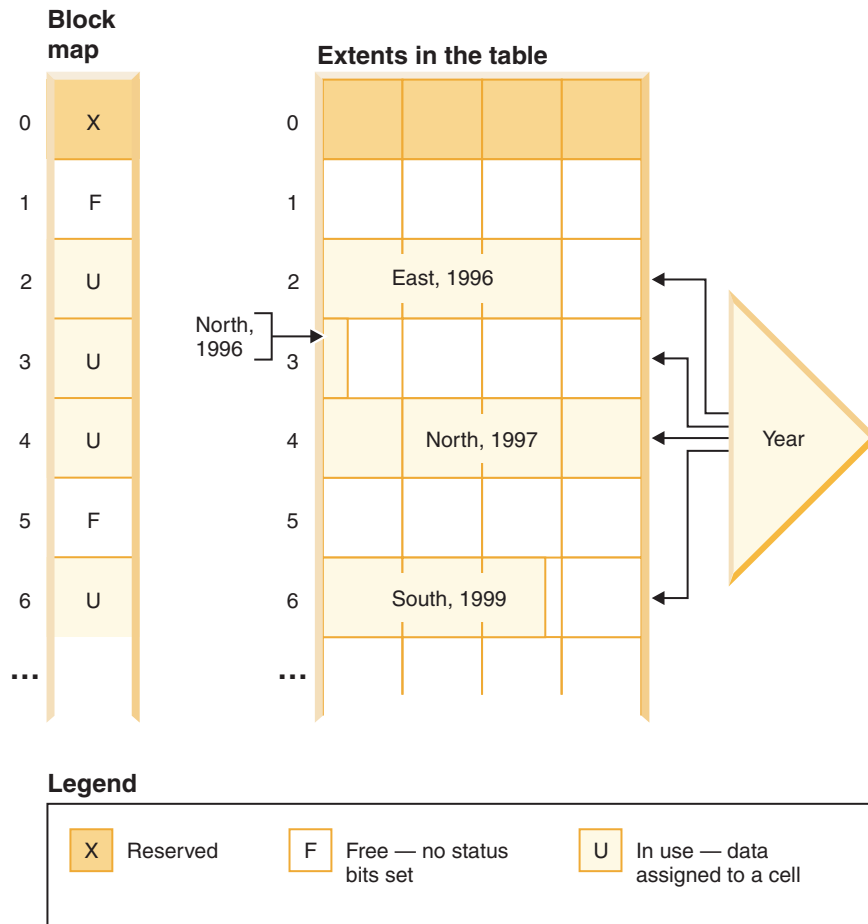 Block
map
Extents in the table
0
X
0
1
F
1
2
U
2
East, 1996
North,
1996
3
U
3
4
U
4
North, 1997
Year
5
F
5
6
U
6
South, 1999
...
...
Legend
X
Reserved
F
Free — no status
bits set
U
In use — data
assigned to a cell